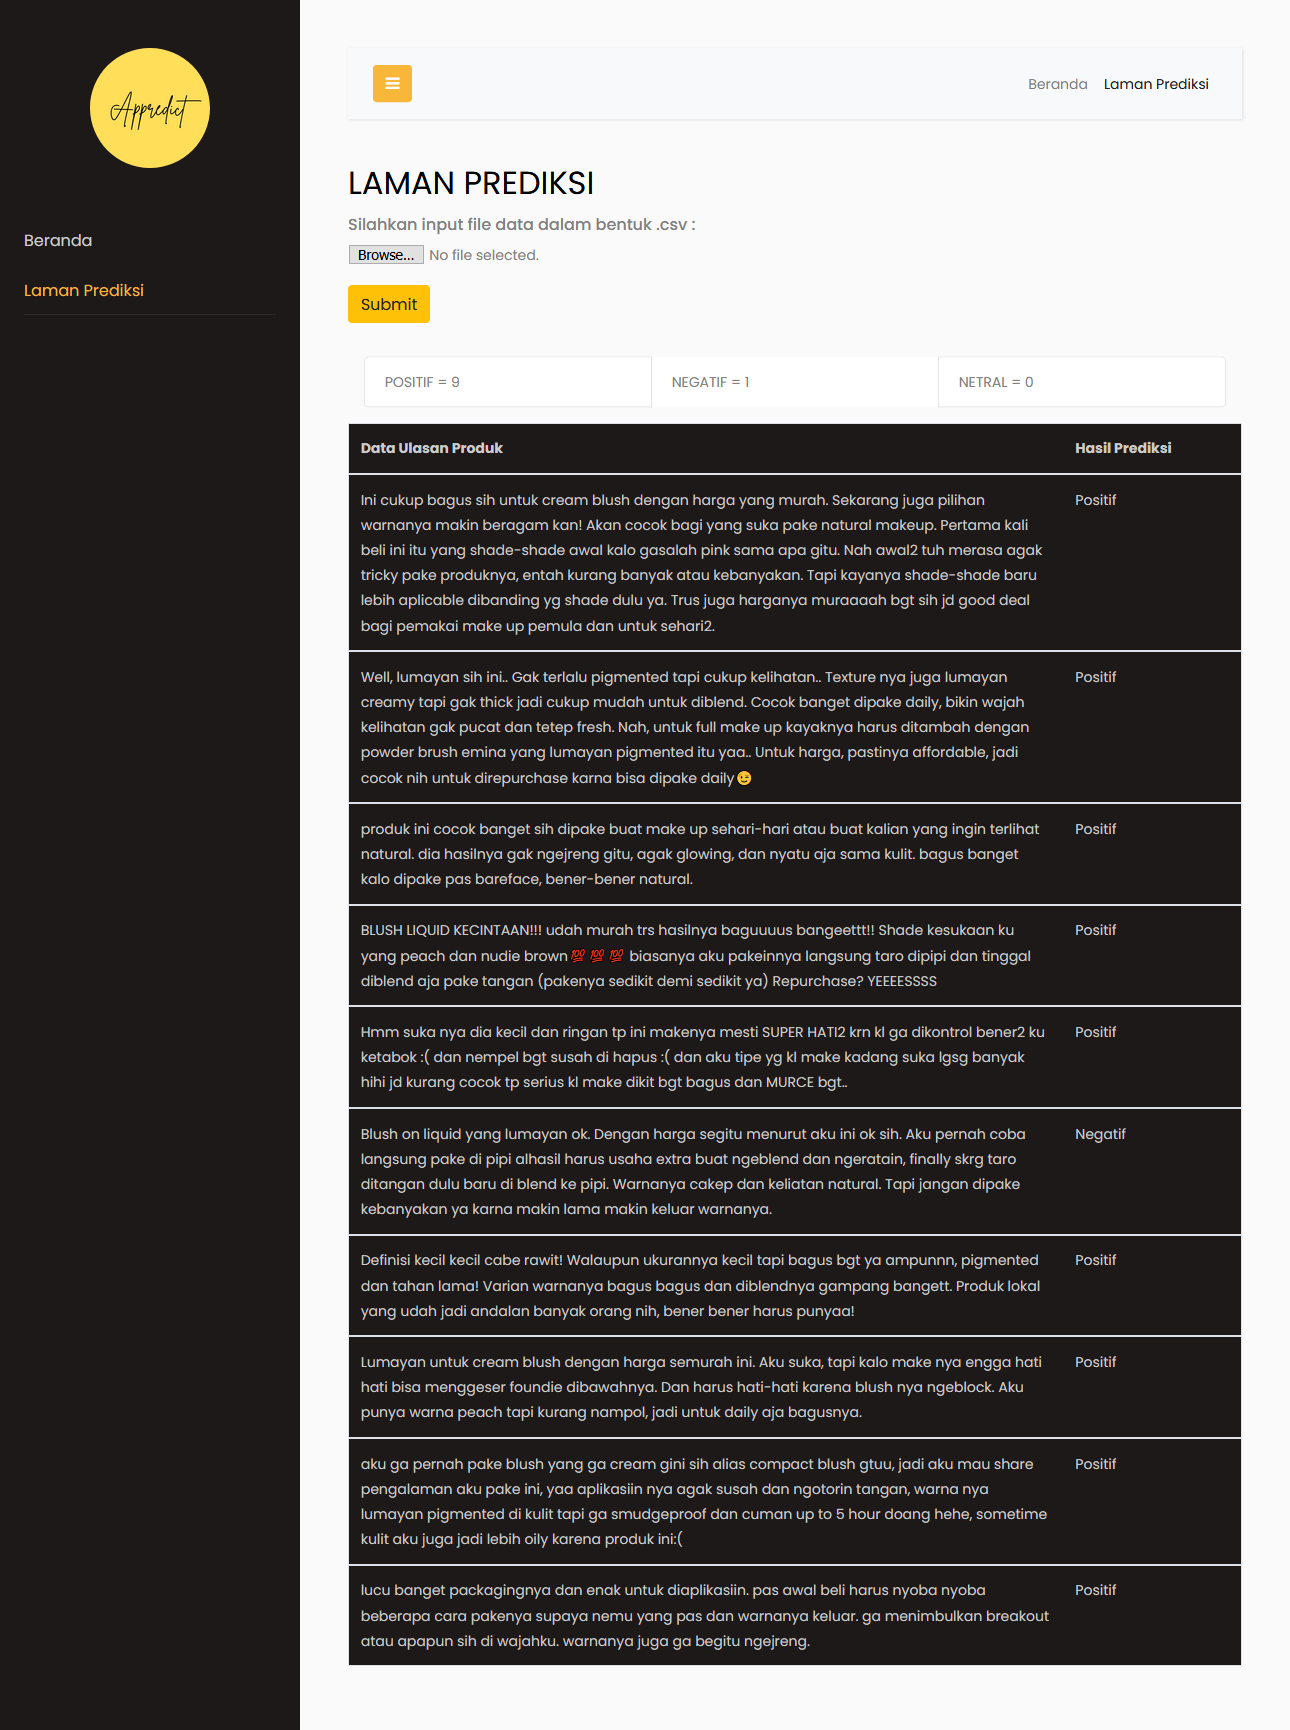 Appredict
Beranda
Laman Prediksi
Beranda Laman Prediksi
LAMAN PREDIKSI
Silahkan input file data dalam bentuk .csv :
Browse... No file selected.
Submit
POSITIF = 9 NEGATIF = 1 NETRAL = 0
Data Ulasan Produk Hasil Prediksi
Ini cukup bagus sih untuk cream blush dengan harga yang murah. Sekarang juga pilihan Positif
warnanya makin beragam kan! Akan cocok bagi yang suka pake natural makeup. Pertama kali
beli ini itu yang shade-shade awal kalo gasalah pink sama apa gitu. Nah awal2 tuh merasa agak
tricky pake produknya, entah kurang banyak atau kebanyakan. Tapi kayanya shade-shade baru
lebih aplicable dibanding yg shade dulu ya. Trus juga harganya muraaaah bgt sih jd good deal
bagi pemakai make up pemula dan untuk sehari2.
Well, lumayan sih ini.. Gak terlalu pigmented tapi cukup kelihatan.. Texture nya juga lumayan Positif
creamy tapi gak thick jadi cukup mudah untuk diblend. Cocok banget dipake daily, bikin wajah
kelihatan gak pucat dan tetep fresh. Nah, untuk full make up kayaknya harus ditambah dengan
powder brush emina yang lumayan pigmented itu yaa.. Untuk harga, pastinya affordable, jadi
cocok nih untuk direpurchase karna bisa dipake daily😉
produk ini cocok banget sih dipake buat make up sehari-hari atau buat kalian yang ingin terlihat Positif
natural. dia hasilnya gak ngejreng gitu, agak glowing, dan nyatu aja sama kulit. bagus banget
kalo dipake pas bareface, bener-bener natural.
BLUSH LIQUID KECINTAAN!!! udah murah trs hasilnya baguuuus bangeettt!! Shade kesukaan ku Positif
yang peach dan nudie brown💯 💯 💯 biasanya aku pakeinnya langsung taro dipipi dan tinggal
diblend aja pake tangan (pakenya sedikit demi sedikit ya) Repurchase? YEEEESSSS
Hmm suka nya dia kecil dan ringan tp ini makenya mesti SUPER HATI2 krn kl ga dikontrol bener2 ku Positif
ketabok :( dan nempel bgt susah di hapus :( dan aku tipe yg kl make kadang suka lgsg banyak
hihi jd kurang cocok tp serius kl make dikit bgt bagus dan MURCE bgt..
Blush on liquid yang lumayan ok. Dengan harga segitu menurut aku ini ok sih. Aku pernah coba Negatif
langsung pake di pipi alhasil harus usaha extra buat ngeblend dan ngeratain, finally skrg taro
ditangan dulu baru di blend ke pipi. Warnanya cakep dan keliatan natural. Tapi jangan dipake
kebanyakan ya karna makin lama makin keluar warnanya.
Definisi kecil kecil cabe rawit! Walaupun ukurannya kecil tapi bagus bgt ya ampunnn, pigmented Positif
dan tahan lama! Varian warnanya bagus bagus dan diblendnya gampang bangett. Produk lokal
yang udah jadi andalan banyak orang nih, bener bener harus punyaa!
Lumayan untuk cream blush dengan harga semurah ini. Aku suka, tapi kalo make nya engga hati Positif
hati bisa menggeser foundie dibawahnya. Dan harus hati-hati karena blush nya ngeblock. Aku
punya warna peach tapi kurang nampol, jadi untuk daily aja bagusnya.
aku ga pernah pake blush yang ga cream gini sih alias compact blush gtuu, jadi aku mau share Positif
pengalaman aku pake ini, yaa aplikasiin nya agak susah dan ngotorin tangan, warna nya
lumayan pigmented di kulit tapi ga smudgeproof dan cuman up to 5 hour doang hehe, sometime
kulit aku juga jadi lebih oily karena produk ini:(
lucu banget packagingnya dan enak untuk diaplikasiin. pas awal beli harus nyoba nyoba Positif
beberapa cara pakenya supaya nemu yang pas dan warnanya keluar. ga menimbulkan breakout
atau apapun sih di wajahku. warnanya juga ga begitu ngejreng.